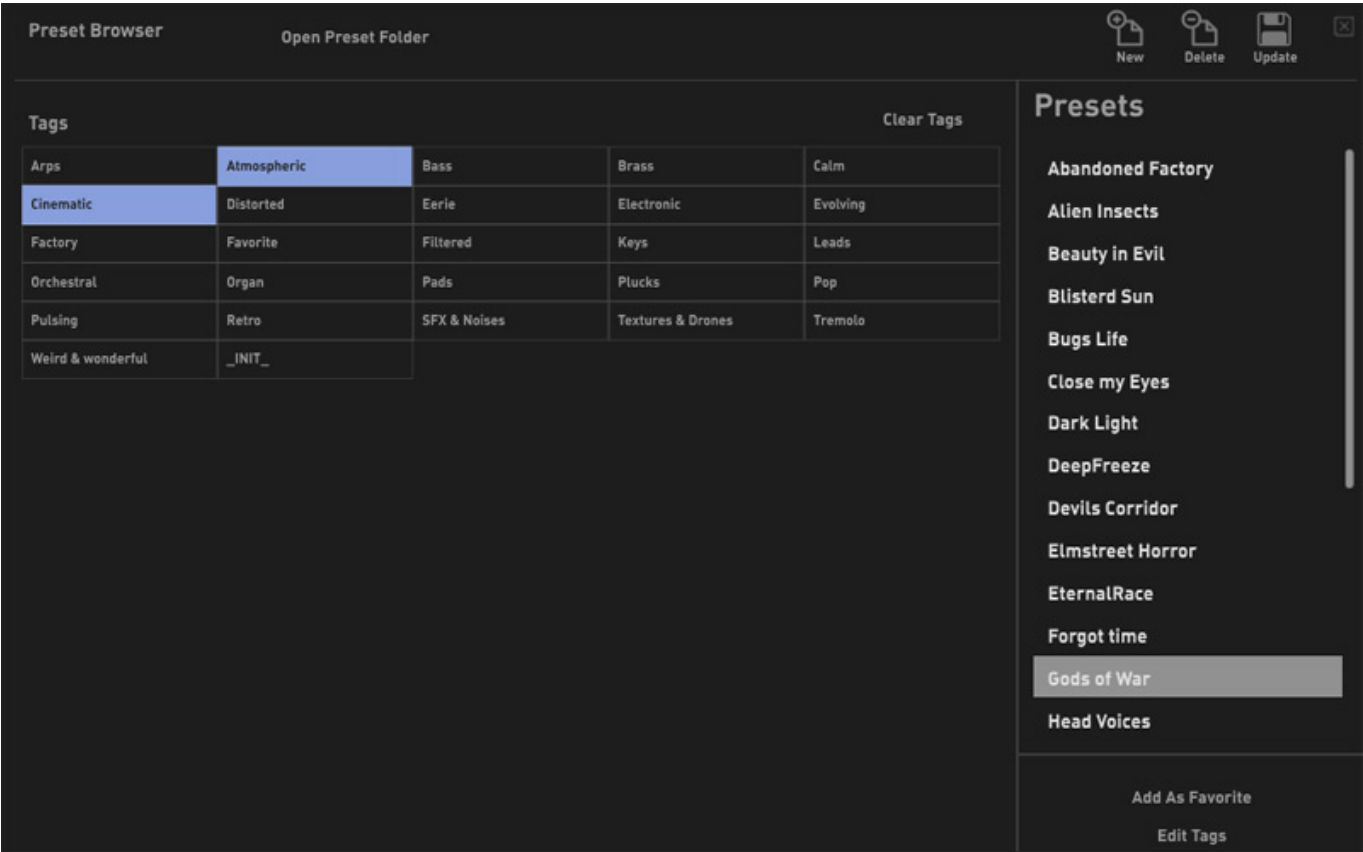 Preset Browser
Open Preset Folder
New
Delete
Update
Tags
Clear Tags
Arps Atmospheric Bass Brass Calm
Cinematic Distorted Eerie Electronic Evolving
Factory Favorite Filtered Keys Leads
Orchestral Organ Pads Plucks Pop
Pulsing Retro SFX & Noises Textures & Drones Tremolo
Weird & wonderful _INIT_
Presets
Abandoned Factory
Alien Insects
Beauty in Evil
Blisterd Sun
Bugs Life
Close my Eyes
Dark Light
DeepFreeze
Devils Corridor
Elmstreet Horror
EternalRace
Forgot time
Gods of War
Head Voices
Add As Favorite
Edit Tags